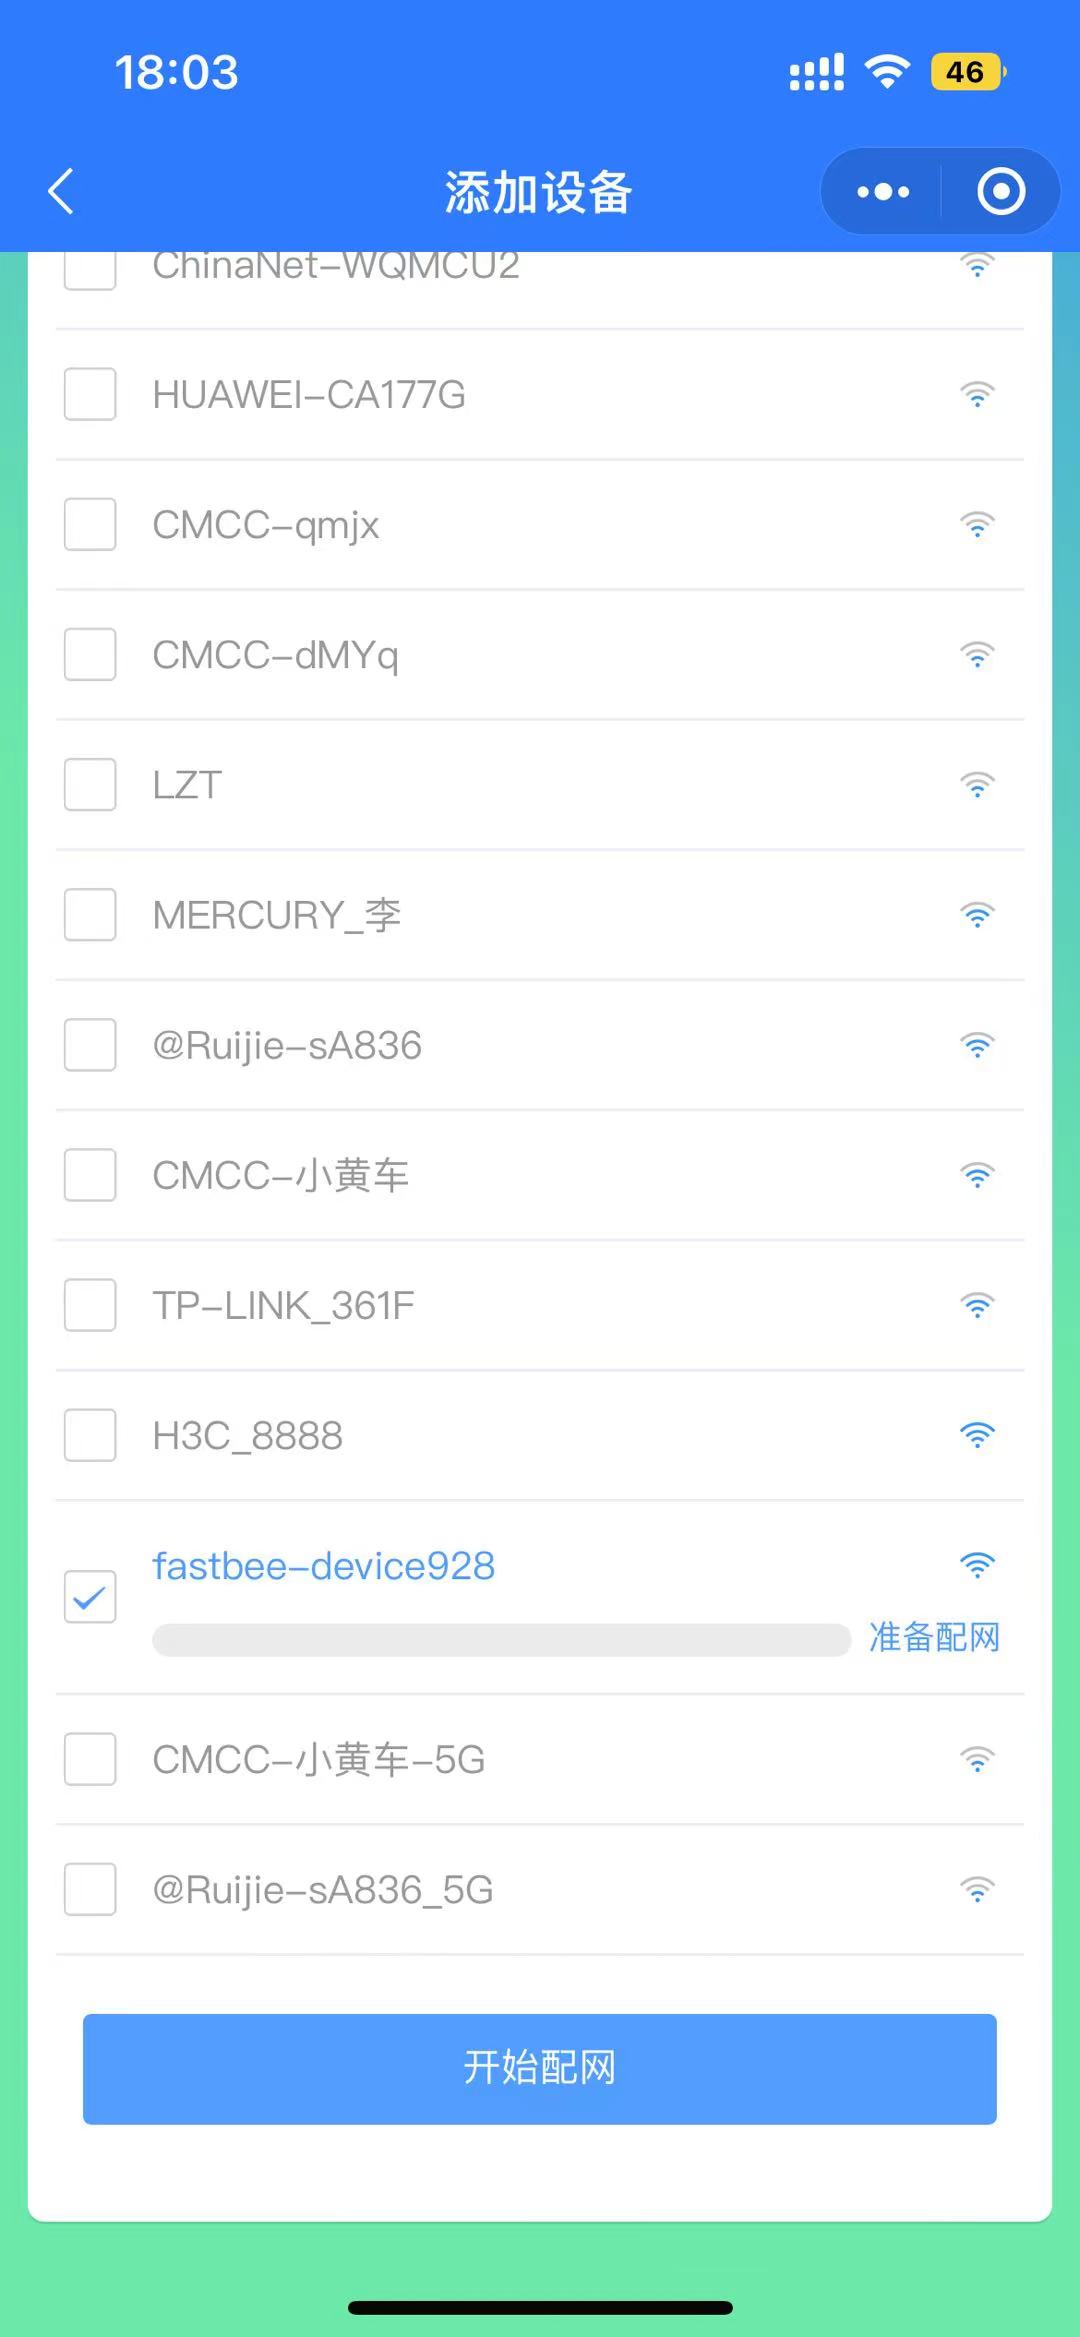 18:03
46
添加设备
ChinaNet-WQMCU2
HUAWEI-CA177G
CMCC-qmjx
CMCC-dMYq
LZT
MERCURY_李
@Ruijie-sA836
CMCC-小黄车
TP-LINK_361F
H3C_8888
fastbee-device928
准备配网
CMCC-小黄车-5G
@Ruijie-sA836_5G
开始配网